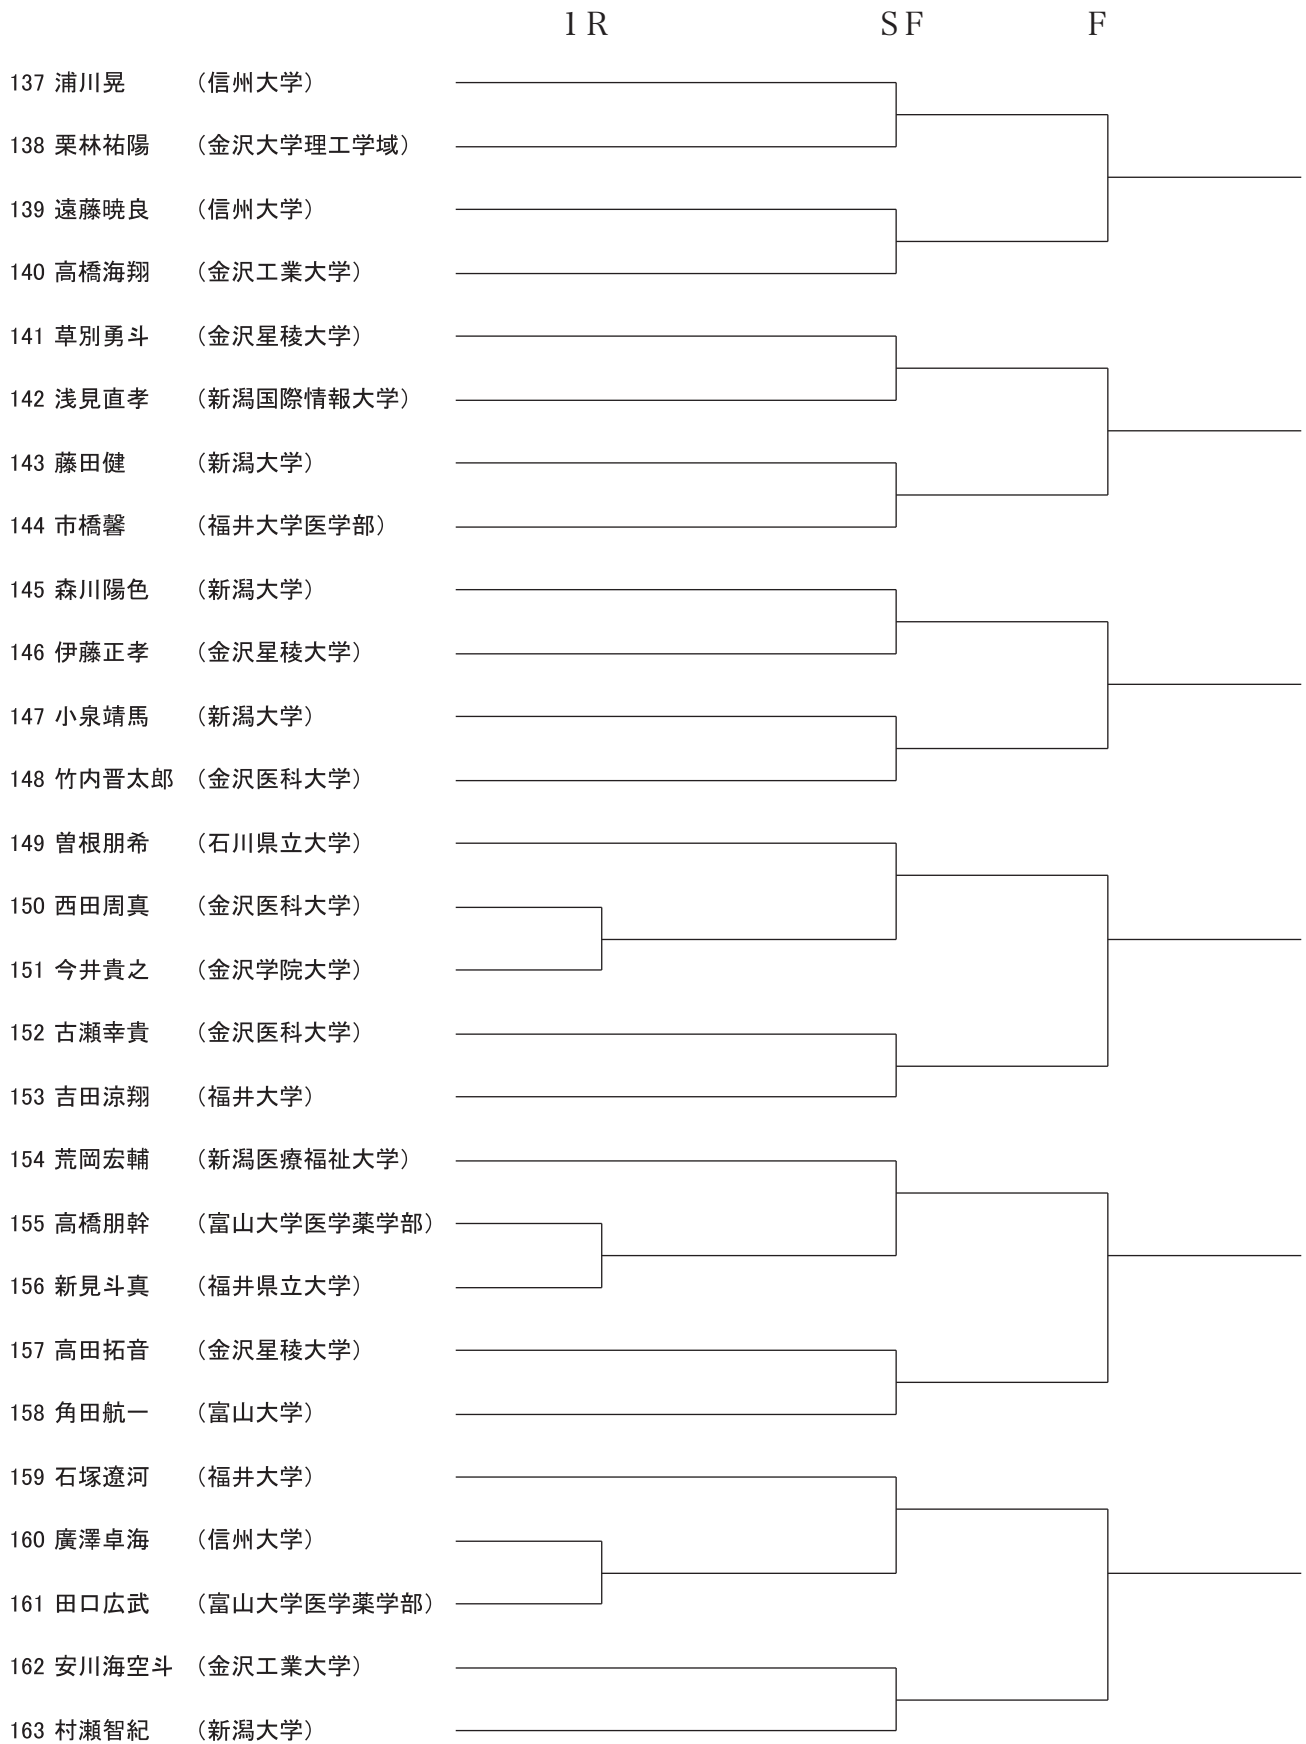 1R SF F
137 浦川晃 （信州大学）
138 栗林祐陽 （金沢大学理工学域）
139 遠藤暁良 （信州大学）
140 高橋海翔 （金沢工業大学）
141 草別勇斗 （金沢星稜大学）
142 浅見直孝 （新潟国際情報大学）
143 藤田健 （新潟大学）
144 市橋馨 （福井大学医学部）
145 森川陽色 （新潟大学）
146 伊藤正孝 （金沢星稜大学）
147 小泉靖馬 （新潟大学）
148 竹内晋太郎 （金沢医科大学）
149 曽根朋希 （石川県立大学）
150 西田周真 （金沢医科大学）
151 今井貴之 （金沢学院大学）
152 古瀬幸貴 （金沢医科大学）
153 吉田涼翔 （福井大学）
154 荒岡宏輔 （新潟医療福祉大学）
155 高橋朋幹 （富山大学医学薬学部）
156 新見斗真 （福井県立大学）
157 高田拓音 （金沢星稜大学）
158 角田航一 （富山大学）
159 石塚遼河 （福井大学）
160 廣澤卓海 （信州大学）
161 田口広武 （富山大学医学薬学部）
162 安川海空斗 （金沢工業大学）
163 村瀬智紀 （新潟大学）